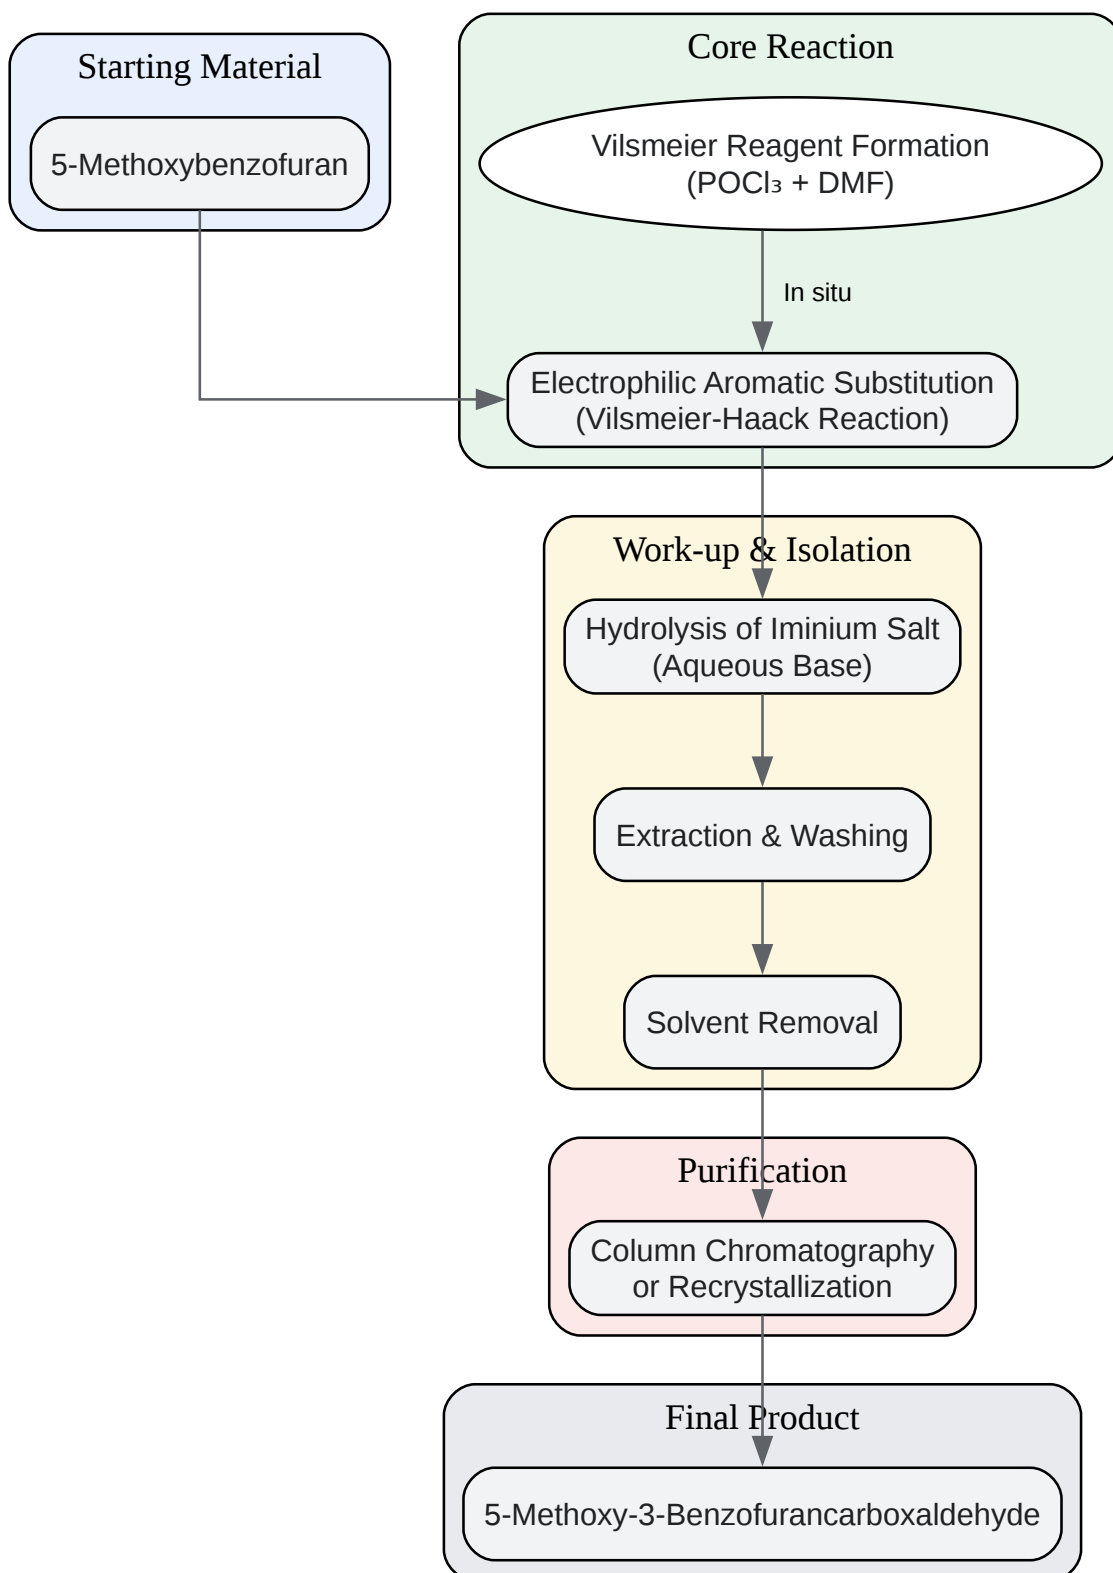 Starting Material
5-Methoxybenzofuran
Core Reaction
Vilsmeier Reagent Formation
(POCl₃ + DMF)
In situ
Electrophilic Aromatic Substitution
(Vilsmeier-Haack Reaction)
Work-up & Isolation
Hydrolysis of Iminium Salt
(Aqueous Base)
Extraction & Washing
Solvent Removal
Purification
Column Chromatography
or Recrystallization
Final Product
5-Methoxy-3-Benzofurancarboxaldehyde